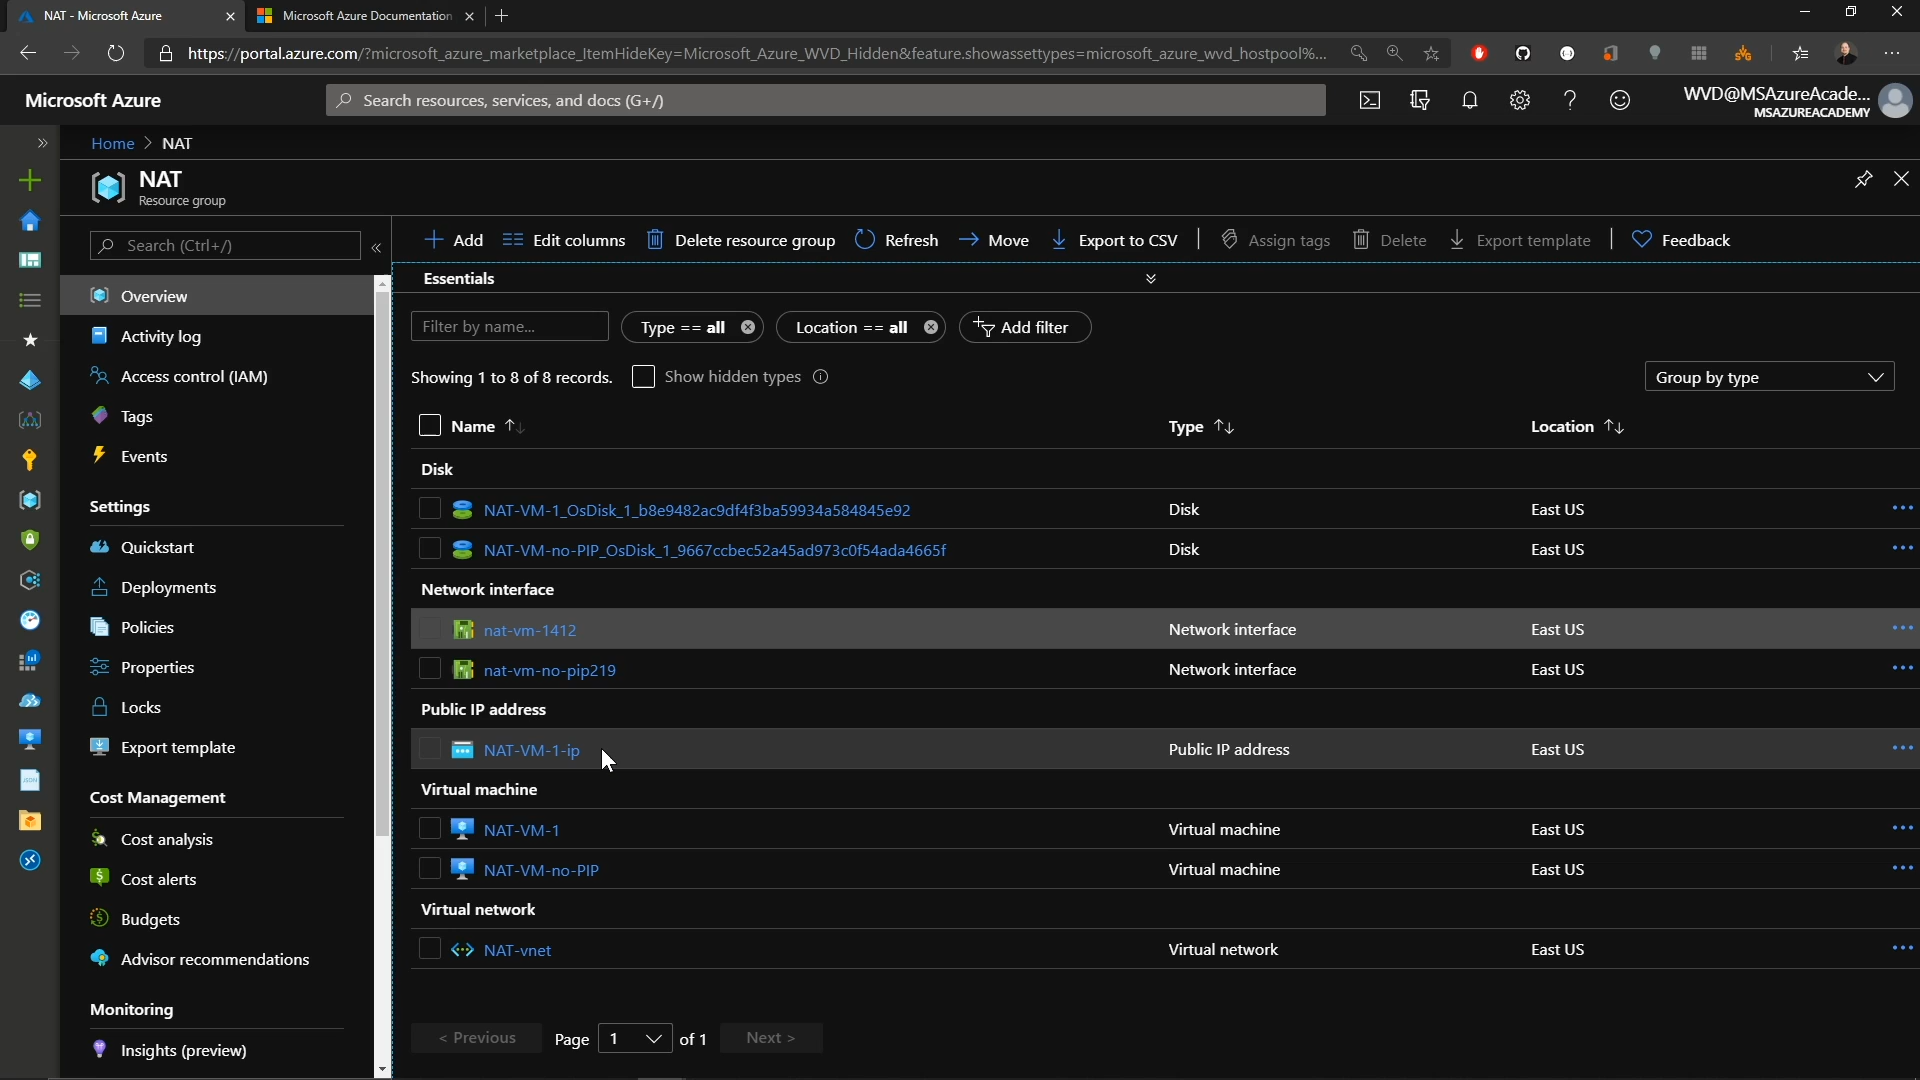 NAT - Microsoft Azure
Microsoft Azure Documentation
https://portal.azure.com/?microsoft_azure_marketplace_ItemHideKey=Microsoft_Azure_WVD_Hidden&feature.showassettypes=microsoft_azure_wvd_hostpool%...
Microsoft Azure
Search resources, services, and docs (G+/)
WVD@MSAzureAcade...
MSAZUREACADEMY
Home > NAT
NAT
Resource group
Search (Ctrl+/)
Add
Edit columns
Delete resource group
Refresh
Move
Export to CSV
Assign tags
Delete
Export template
Feedback
Overview
Activity log
Access control (IAM)
Tags
Events
Settings
Quickstart
Deployments
Policies
Properties
Locks
Export template
Cost Management
Cost analysis
Cost alerts
Budgets
Advisor recommendations
Monitoring
Insights (preview)
Essentials
Filter by name...
Type == all
Location == all
Add filter
Showing 1 to 8 of 8 records.
Show hidden types
Group by type
Name Type Location
Disk
NAT-VM-1_OsDisk_1_b8e9482ac9df4f3ba59934a584845e92 Disk East US
NAT-VM-no-PIP_OsDisk_1_9667ccbec52a45ad973c0f54ada4665f Disk East US
Network interface
nat-vm-1412 Network interface East US
nat-vm-no-pip219 Network interface East US
Public IP address
NAT-VM-1-ip Public IP address East US
Virtual machine
NAT-VM-1 Virtual machine East US
NAT-VM-no-PIP Virtual machine East US
Virtual network
NAT-vnet Virtual network East US
< Previous Page 1 of 1 Next >